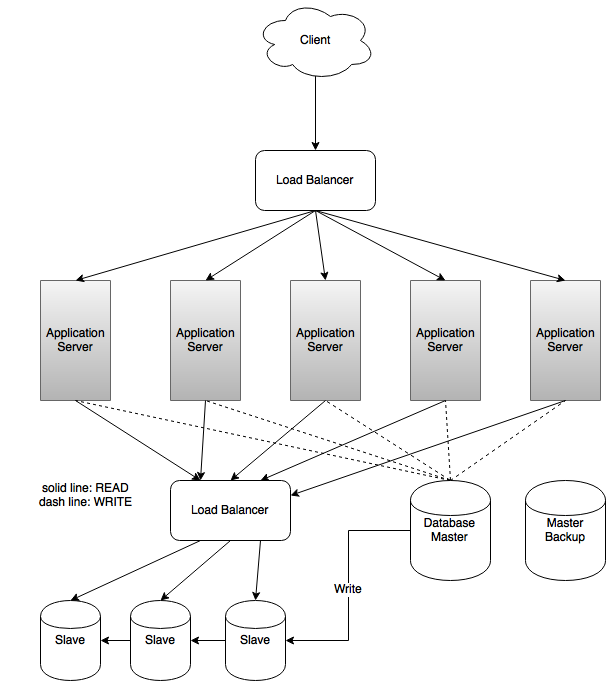 Client
Load Balancer
Application
Server
Application
Server
Application
Server
Application
Server
Application
Server
solid line: READ
dash line: WRITE
Load Balancer
Database
Master
Master
Backup
Write
Slave
Slave
Slave